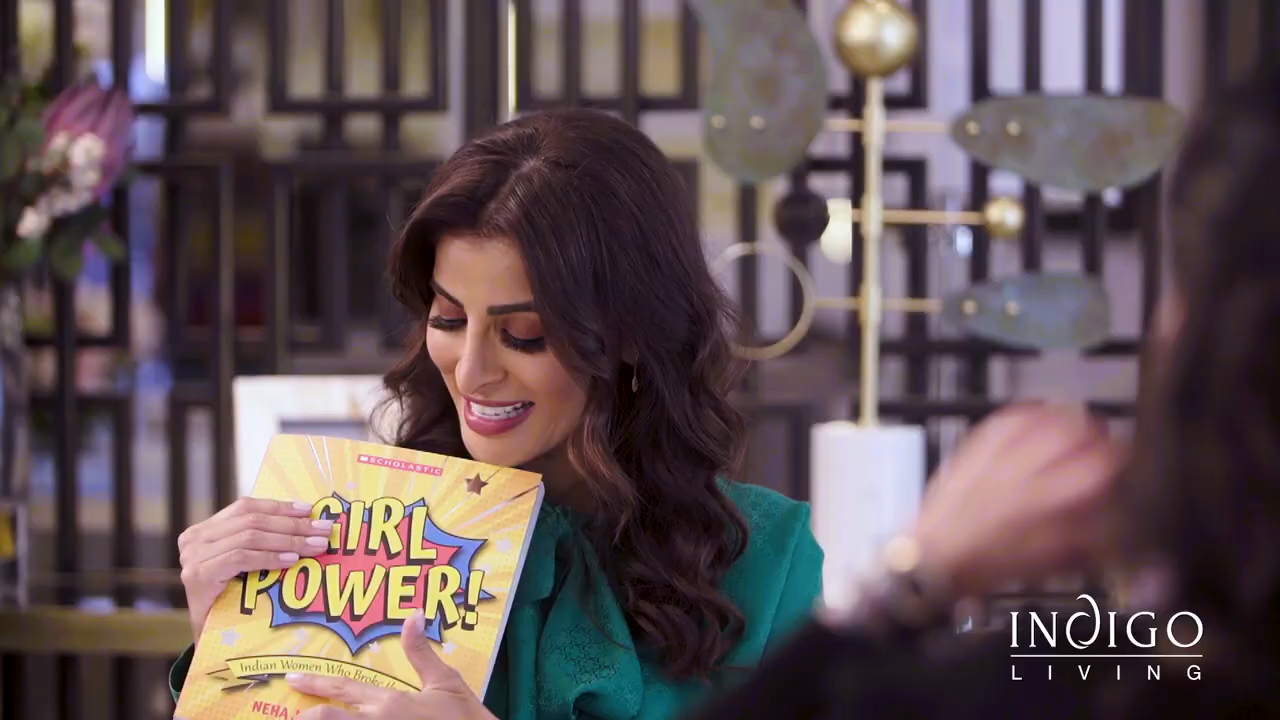 SCHOLASTIC
GIRL
POWER!
Indian Women Who Broke
NEHA
INDIGO
LIVING